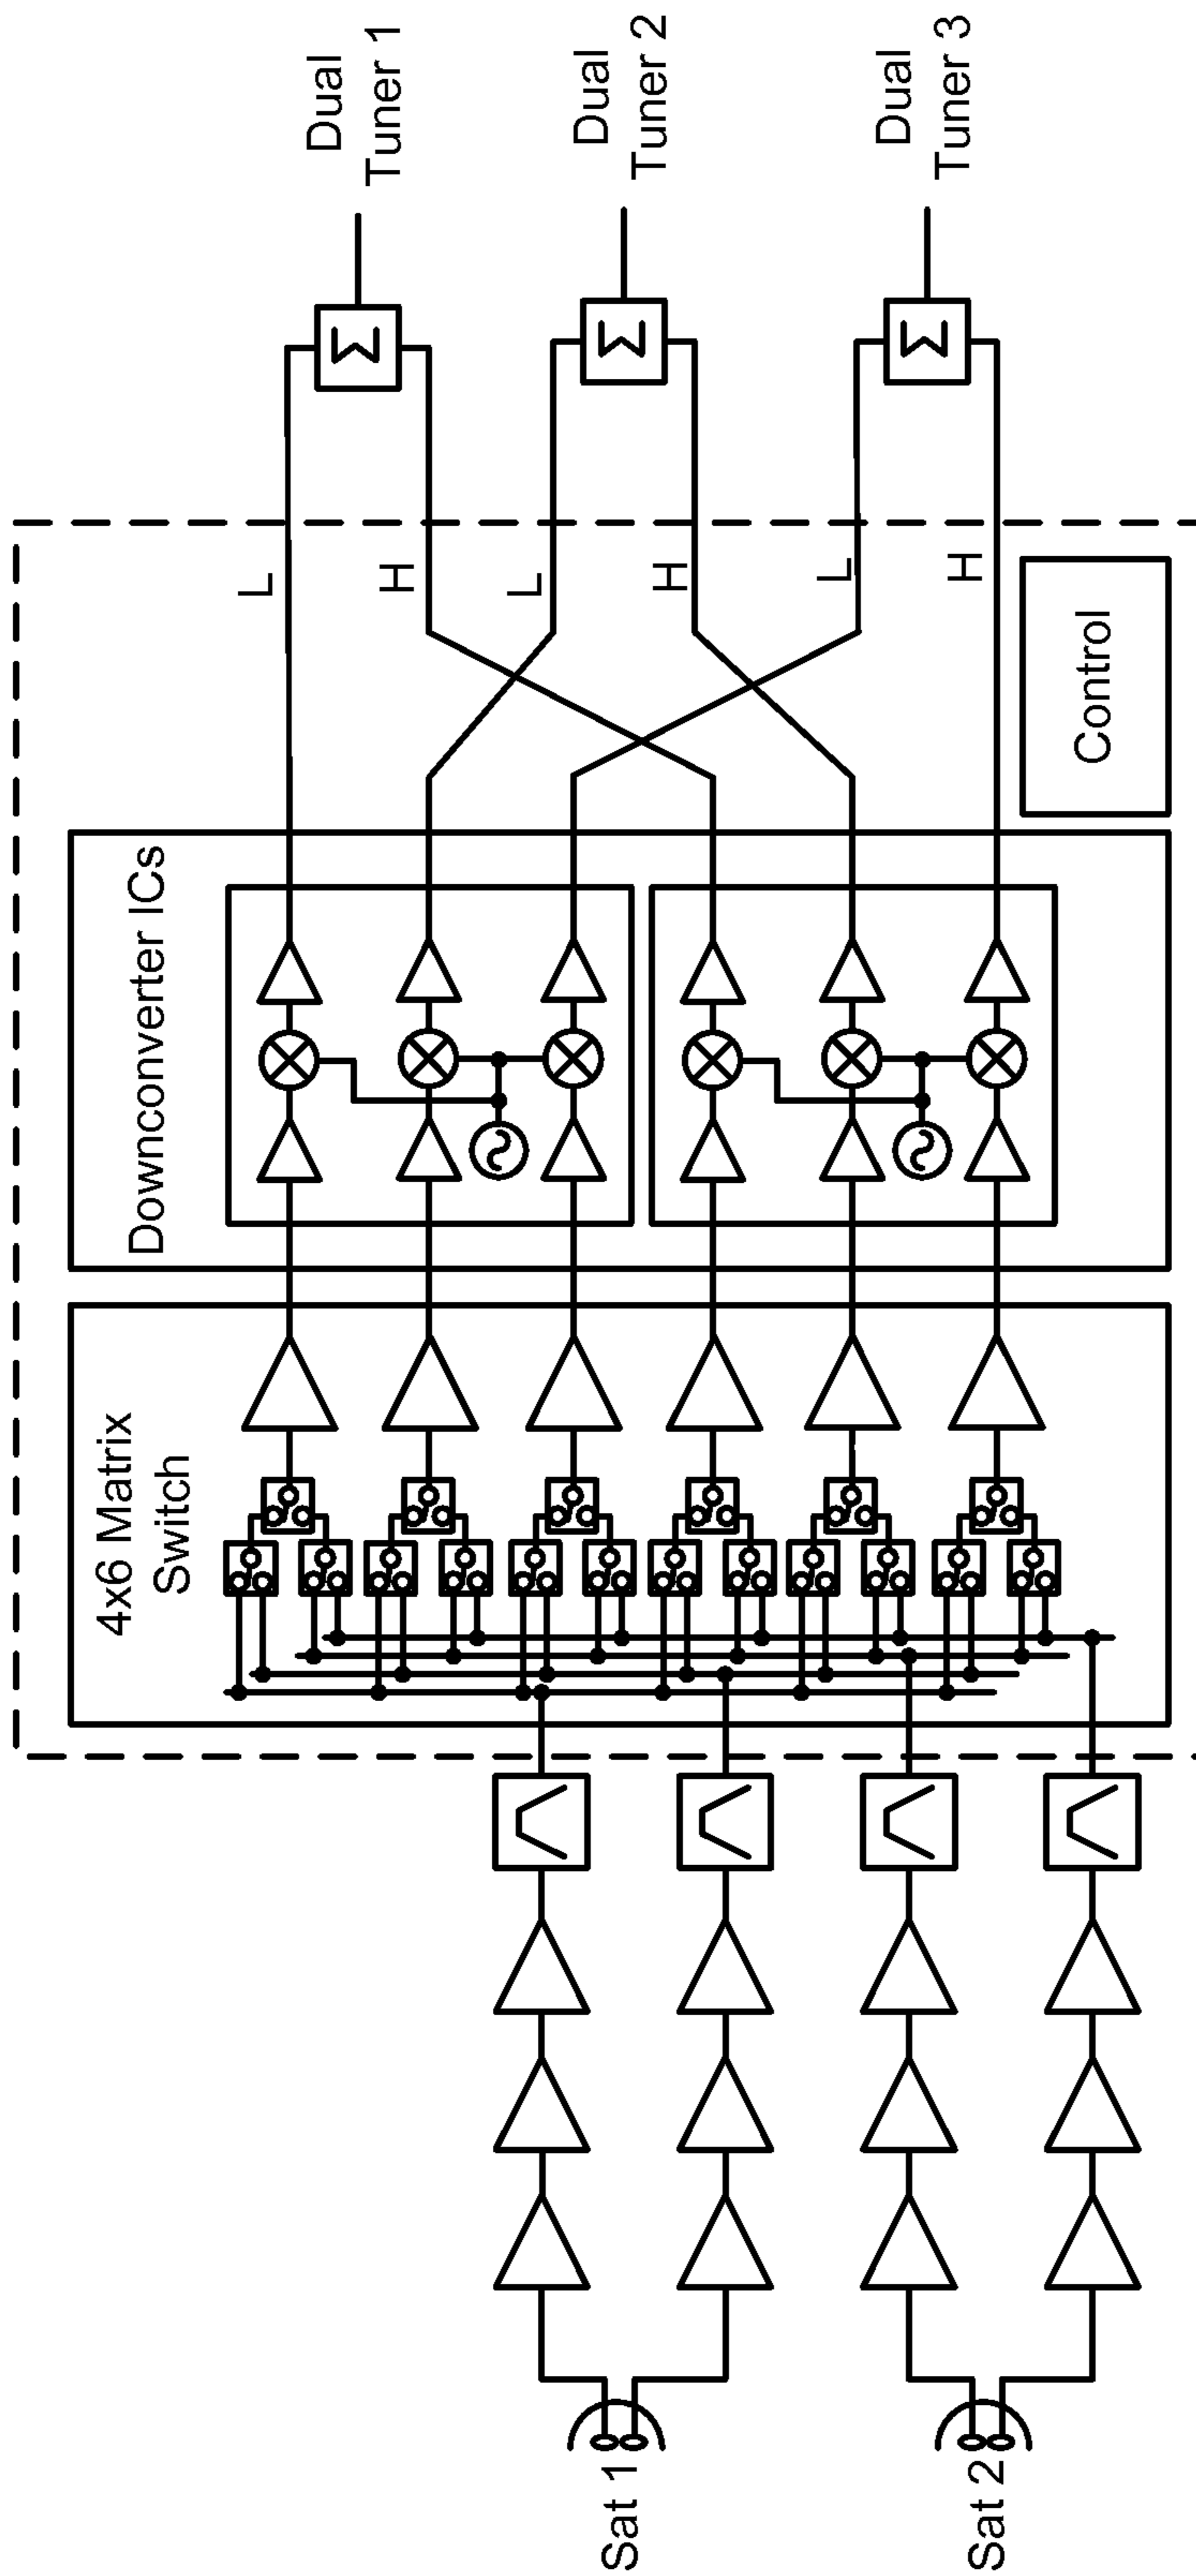 Sat 1
Sat 2
4x6 Matrix
Switch
Downconverter ICs
Control
L
H
L
H
L
H
Σ
Σ
Σ
Dual
Tuner 1
Dual
Tuner 2
Dual
Tuner 3